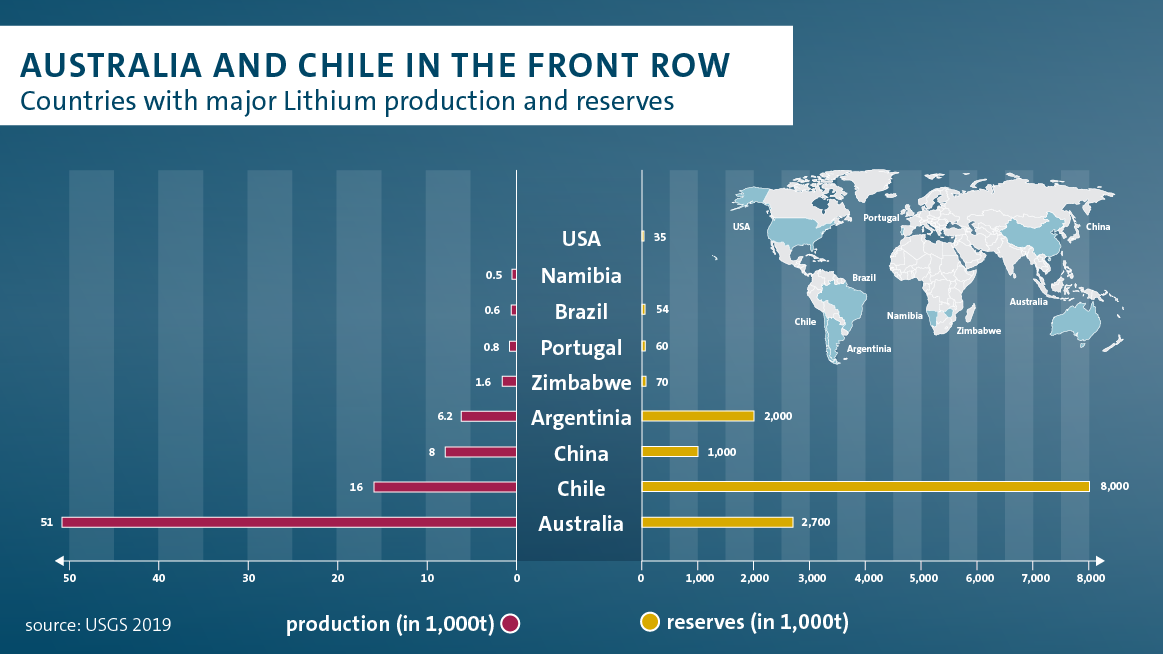 AUSTRALIA AND CHILE IN THE FRONT ROW
Countries with major Lithium production and reserves
USA 35
0.5 Namibia
0.6 Brazil 54
0.8 Portugal 60
1.6 Zimbabwe 70
6.2 Argentinia 2,000
8 China 1,000
16 Chile 8,000
51 Australia 2,700
50 40 30 20 10 0
0 1,000 2,000 3,000 4,000 5,000 6,000 7,000 8,000
USA
Portugal
China
Brazil
Australia
Namibia
Chile
Zimbabwe
Argentinia
source: USGS 2019
production (in 1,000t)
reserves (in 1,000t)